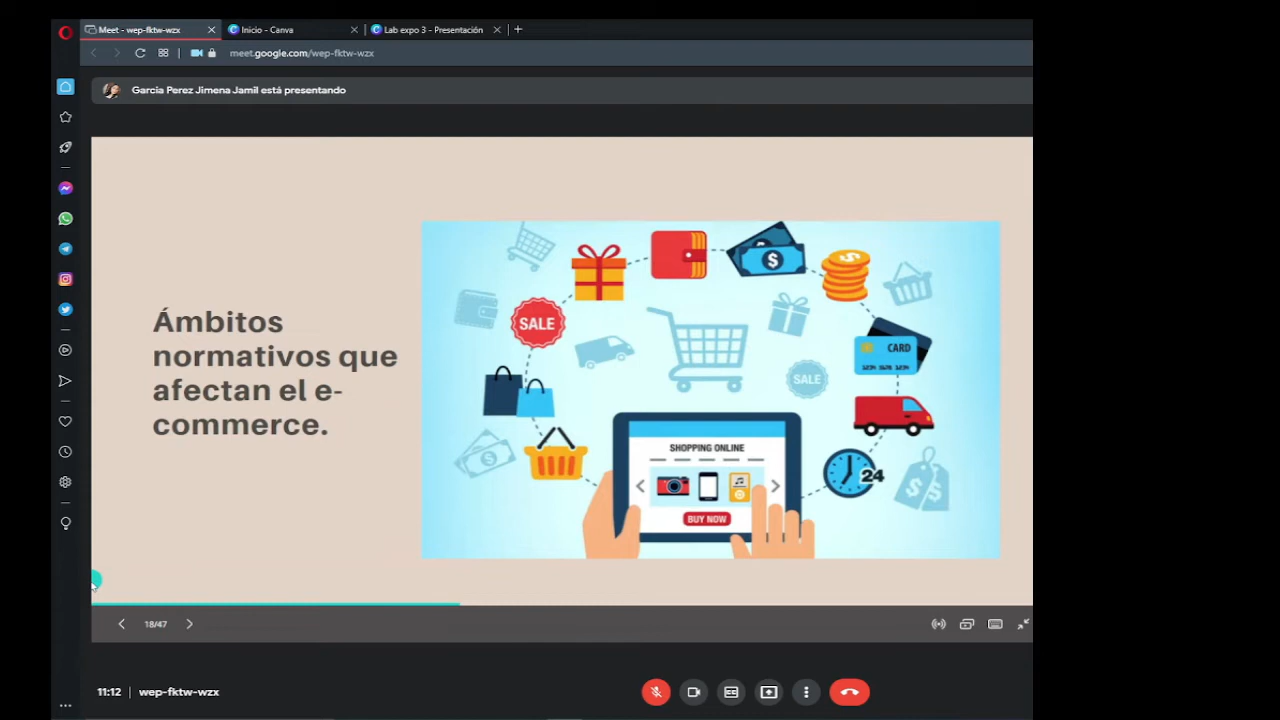 Meet - wep-fktw-wzx
Inicio - Canva
Lab expo 3 - Presentación
meet.google.com/wep-fktw-wzx
Garcia Perez Jimena Jamil está presentando
Ámbitos
normativos que
afectan el e-
commerce.
SALE
CARD
SALE
SHOPPING ONLINE
24
BUY NOW
18/47
11:12
wep-fktw-wzx